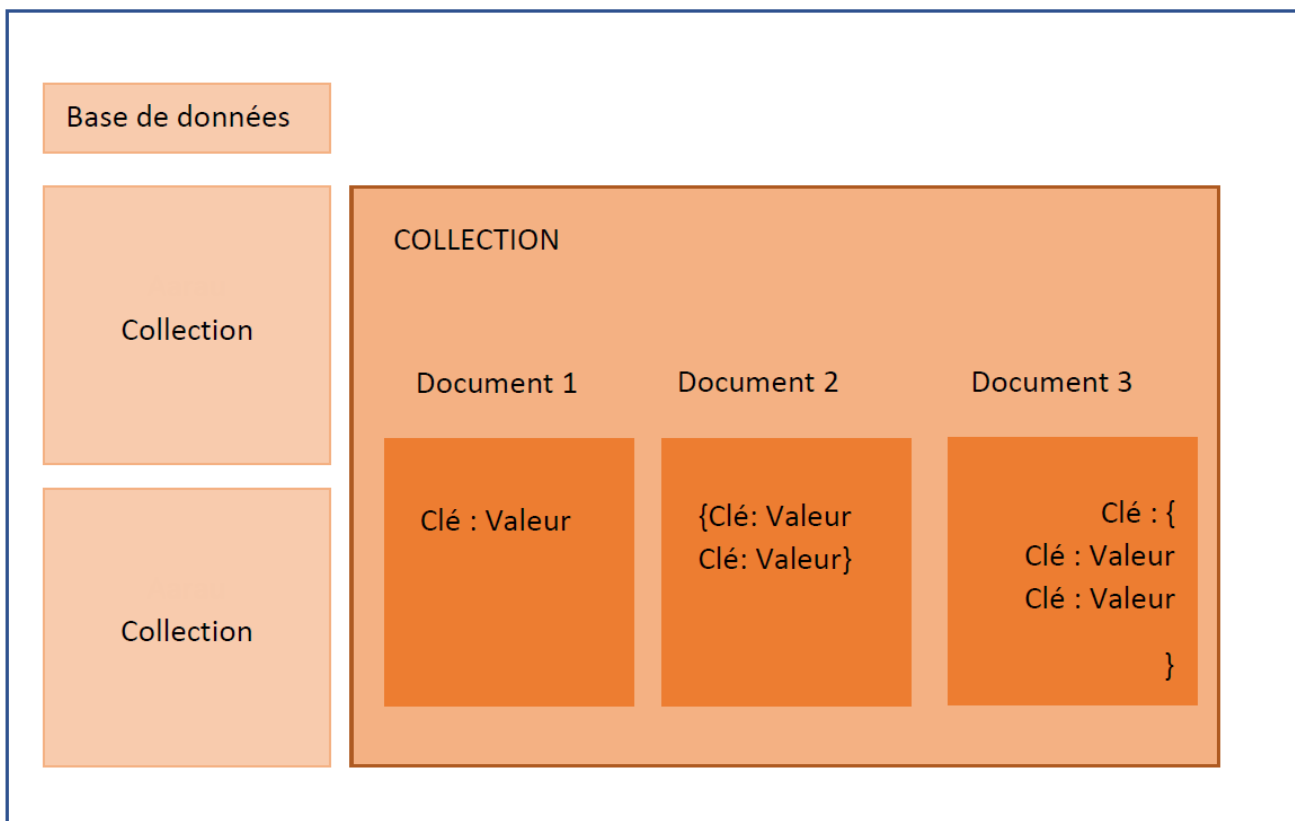 Base de données
Collection
Collection
COLLECTION
Document 1
Document 2
Document 3
Clé : Valeur
{Clé: Valeur
Clé: Valeur}
Clé : {
Clé : Valeur
Clé : Valeur
}